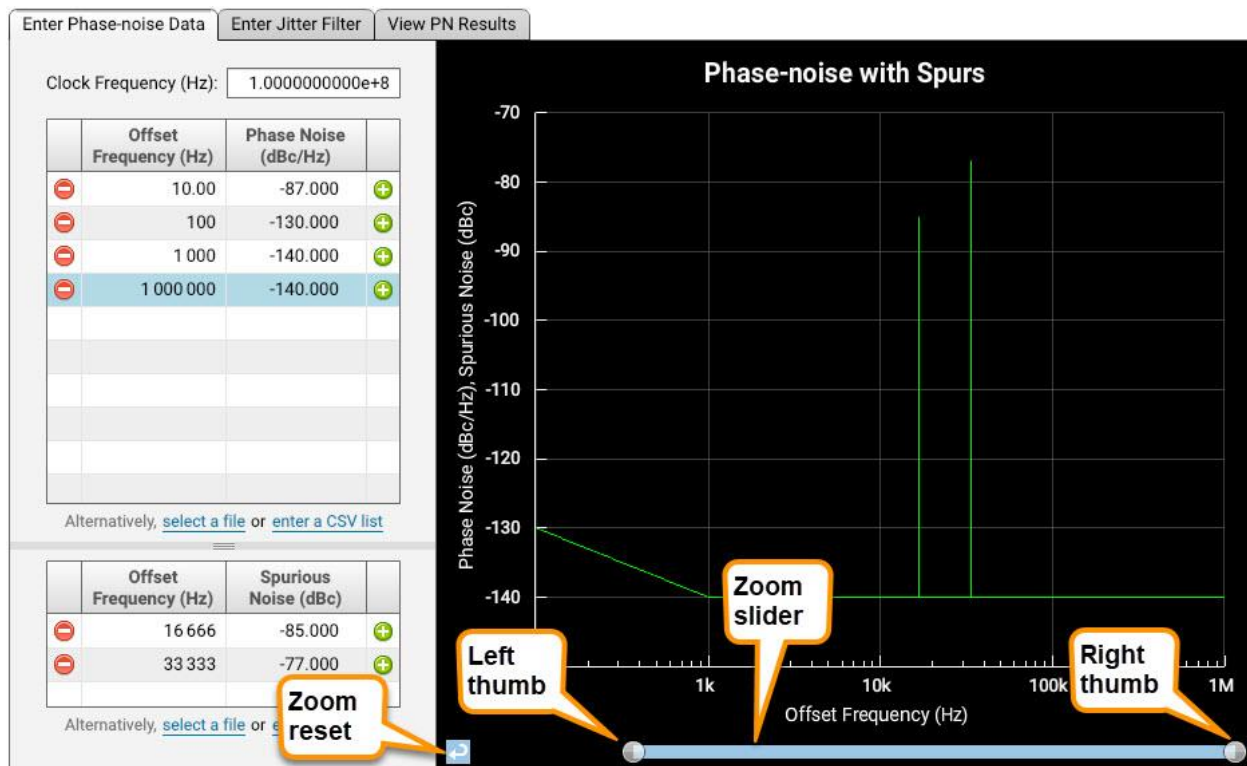 Enter Phase-noise Data
Enter Jitter Filter
View PN Results
Clock Frequency (Hz): 1.0000000000e+8
Offset Frequency (Hz) Phase Noise (dBc/Hz)
10.00 -87.000
100 -130.000
1 000 -140.000
1 000 000 -140.000
Alternatively, select a file or enter a CSV list
Offset Frequency (Hz) Spurious Noise (dBc)
16 666 -85.000
33 333 -77.000
Alternatively, select a file or
Zoom
reset
Phase-noise with Spurs
Phase Noise (dBc/Hz), Spurious Noise (dBc)
-70
-80
-90
-100
-110
-120
-130
-140
1k
10k
100k
1M
Offset Frequency (Hz)
Left
thumb
Zoom
slider
Right
thumb